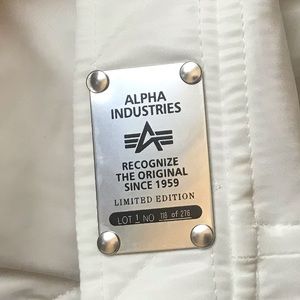 ALPHA
INDUSTRIES
RECOGNIZE
THE ORIGINAL
SINCE 1959
LIMITED EDITION
LOT 1 NO 118 of 276